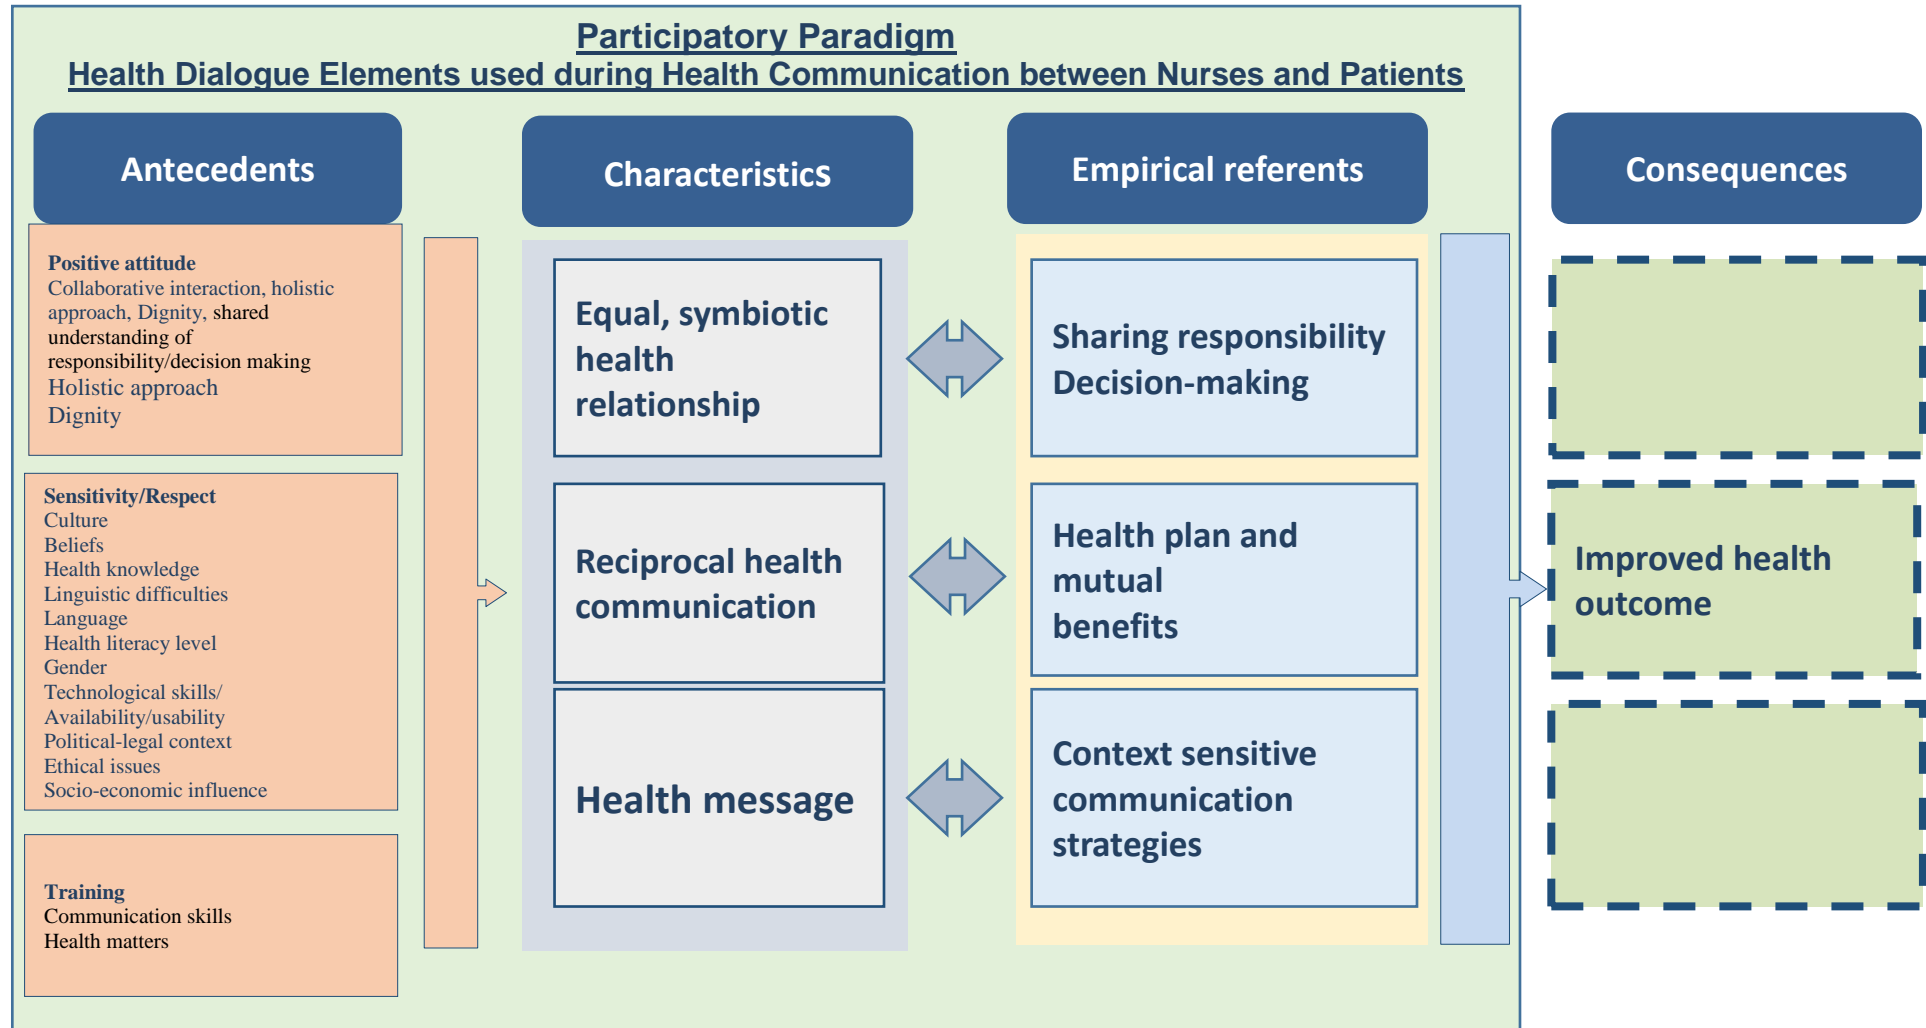 Participatory Paradigm
Health Dialogue Elements used during Health Communication between Nurses and Patients
Antecedents
Positive attitude
Collaborative interaction, holistic
approach, Dignity, shared
understanding of
responsibility/decision making
Holistic approach
Dignity
Sensitivity/Respect
Culture
Beliefs
Health knowledge
Linguistic difficulties
Language
Health literacy level
Gender
Technological skills/
Availability/usability
Political-legal context
Ethical issues
Socio-economic influence
Training
Communication skills
Health matters
Characteristics
Equal, symbiotic
health
relationship
Reciprocal health
communication
Health message
Empirical referents
Sharing responsibility
Decision-making
Health plan and
mutual
benefits
Context sensitive
communication
strategies
Consequences
Improved health
outcome